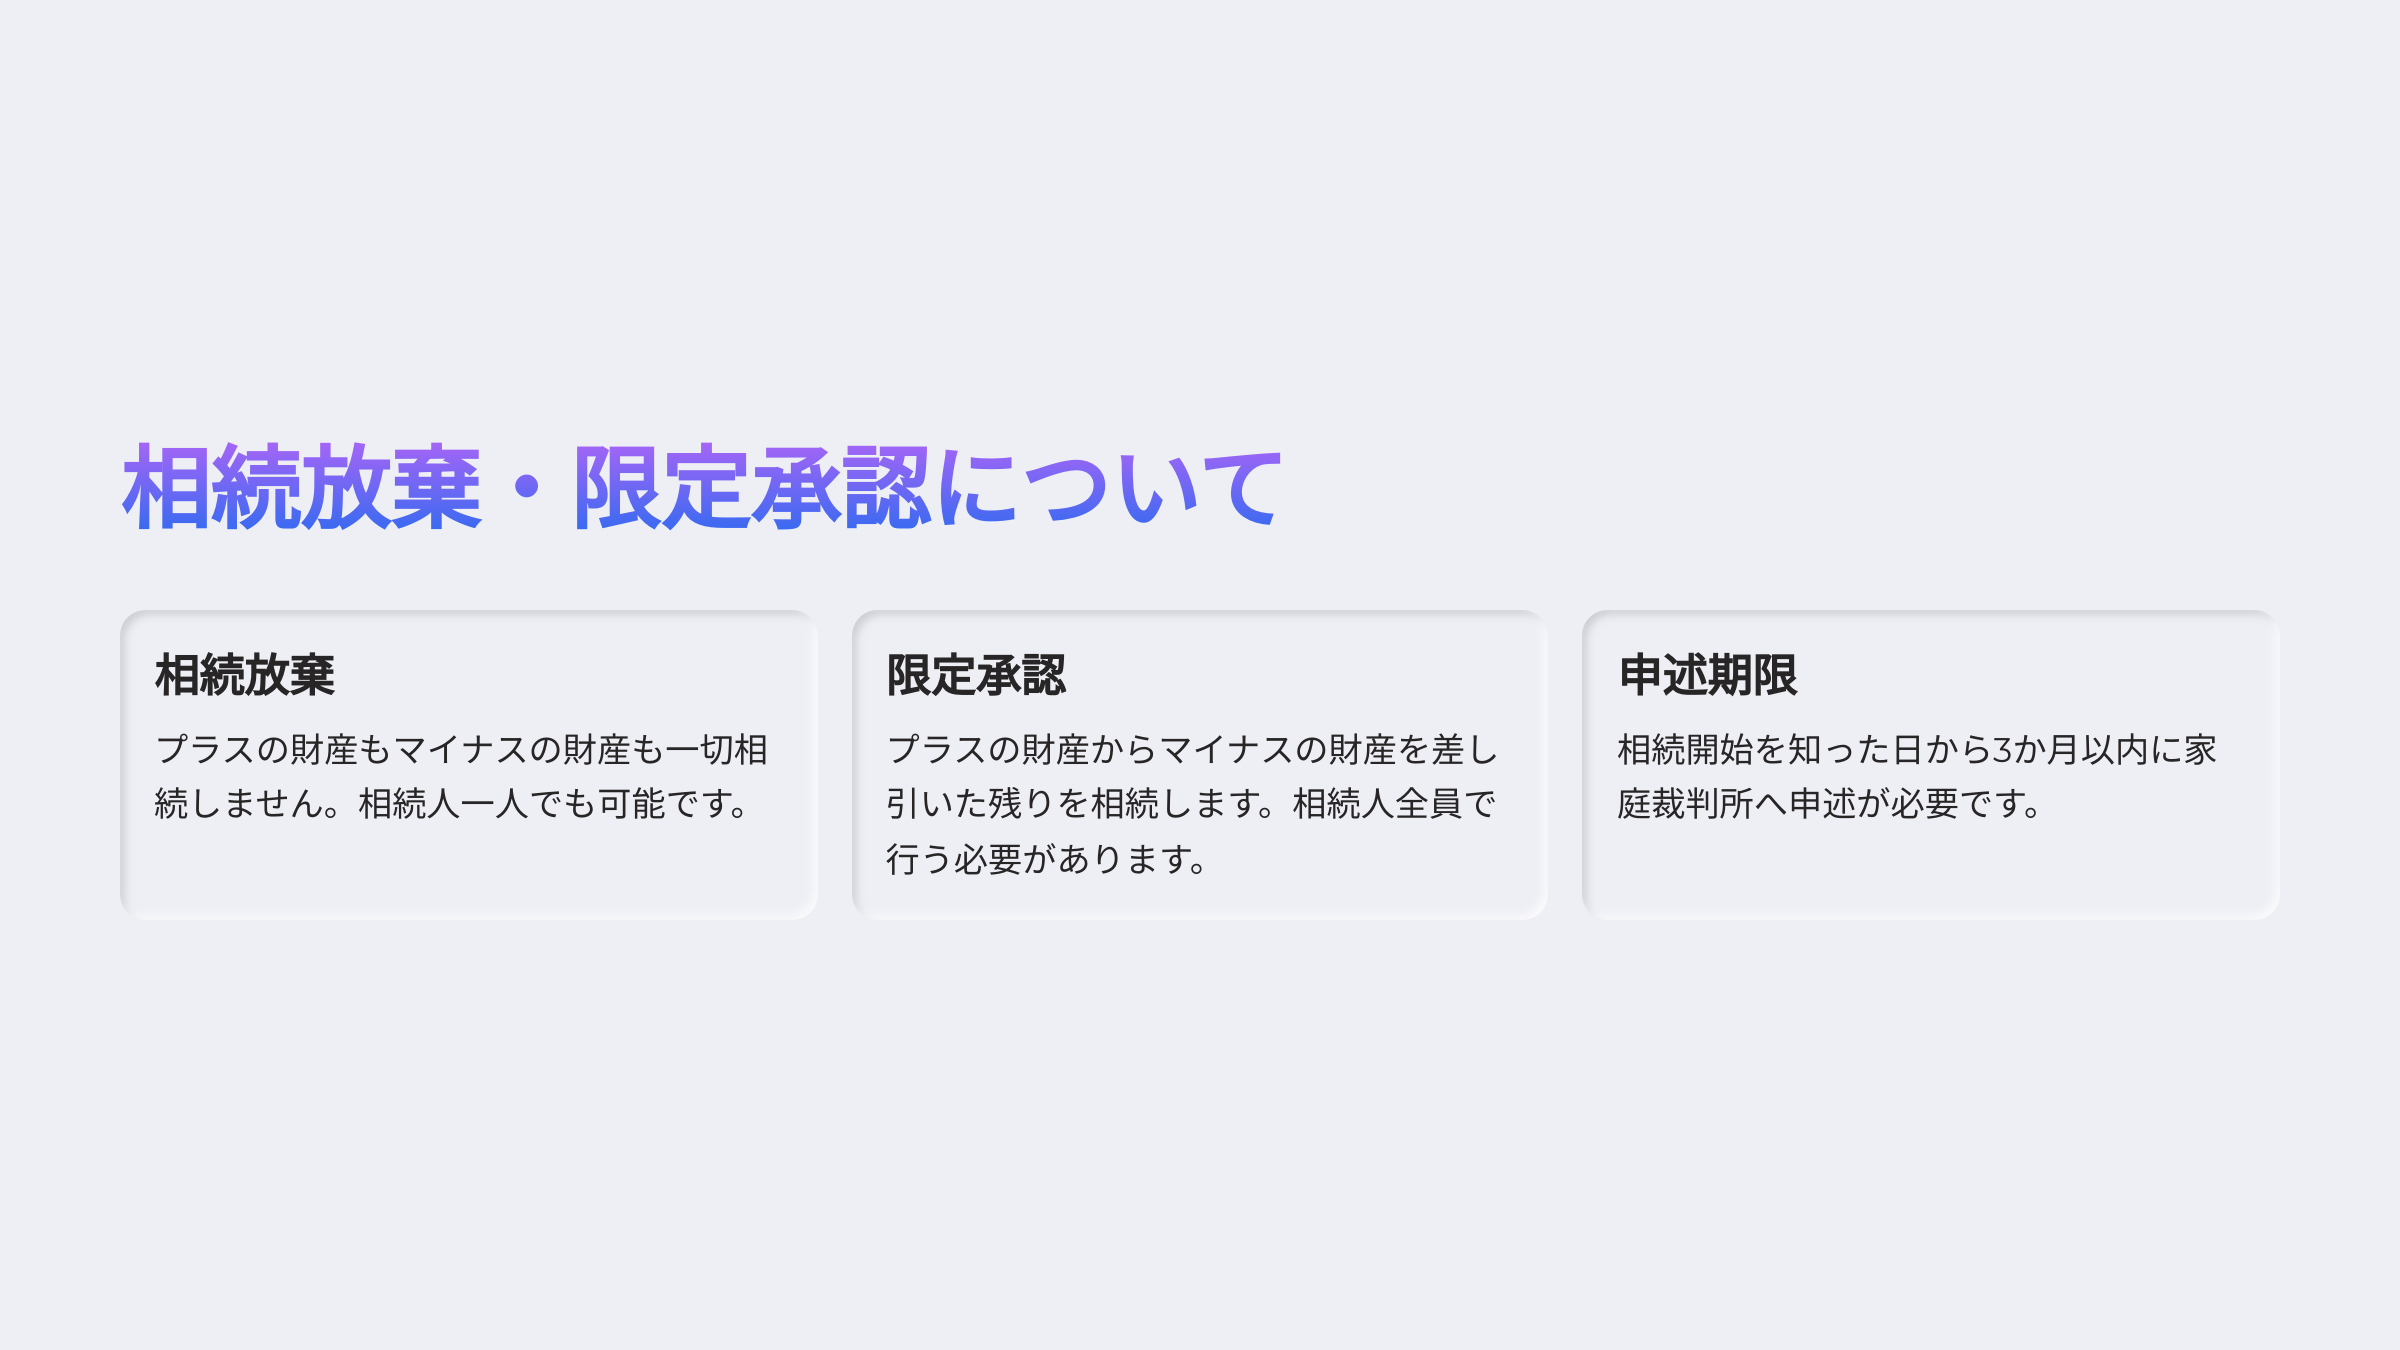 相続放棄・限定承認について
相続放棄
プラスの財産もマイナスの財産も一切相
続しません。相続人一人でも可能です。
限定承認
プラスの財産からマイナスの財産を差し
引いた残りを相続します。相続人全員で
行う必要があります。
申述期限
相続開始を知った日から3か月以内に家
庭裁判所へ申述が必要です。